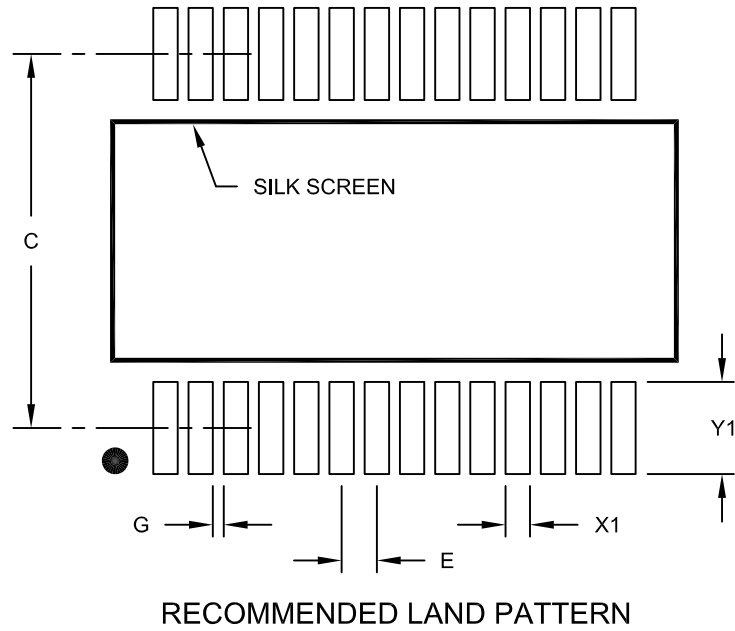 SILK SCREEN
C
Y1
G
X1
E
RECOMMENDED LAND PATTERN